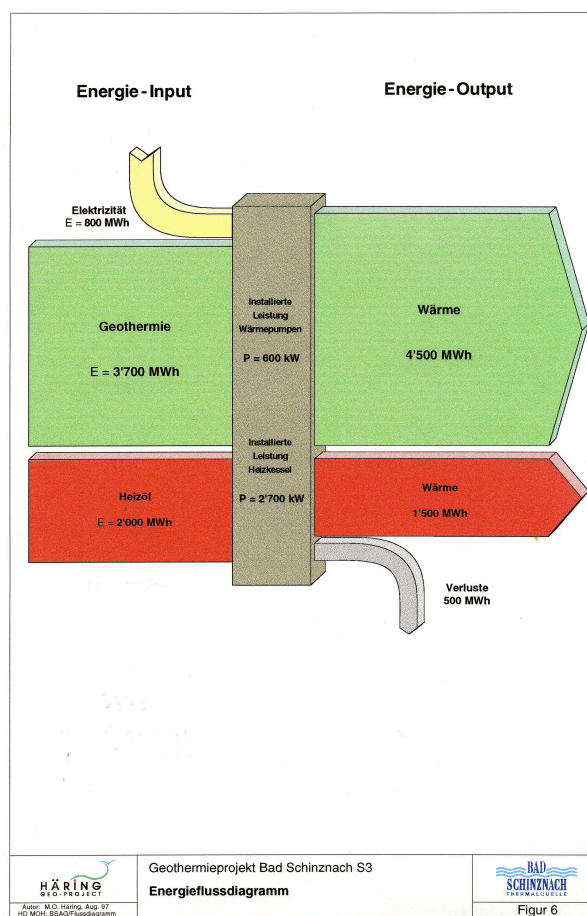 Energie-Input
Energie-Output
Elektrizität
E = 800 MWh
Geothermie
E = 3'700 MWh
Installierte
Leistung
Wärmepumpen
P = 600 kW
Wärme
4'500 MWh
Heizöl
E = 2'000 MWh
Installierte
Leistung
Heizkessel
P = 2'700 kW
Wärme
1'500 MWh
Verluste
500 MWh
HÄRING
GEO-PROJECT
Autor: M.O. Häring, Aug. 97
HD MOH: BSAG/Flussdiagramm
Geothermieprojekt Bad Schinznach S3
Energieflussdiagramm
BAD
SCHINZNACH
THERMALQUELLE
Figur 6